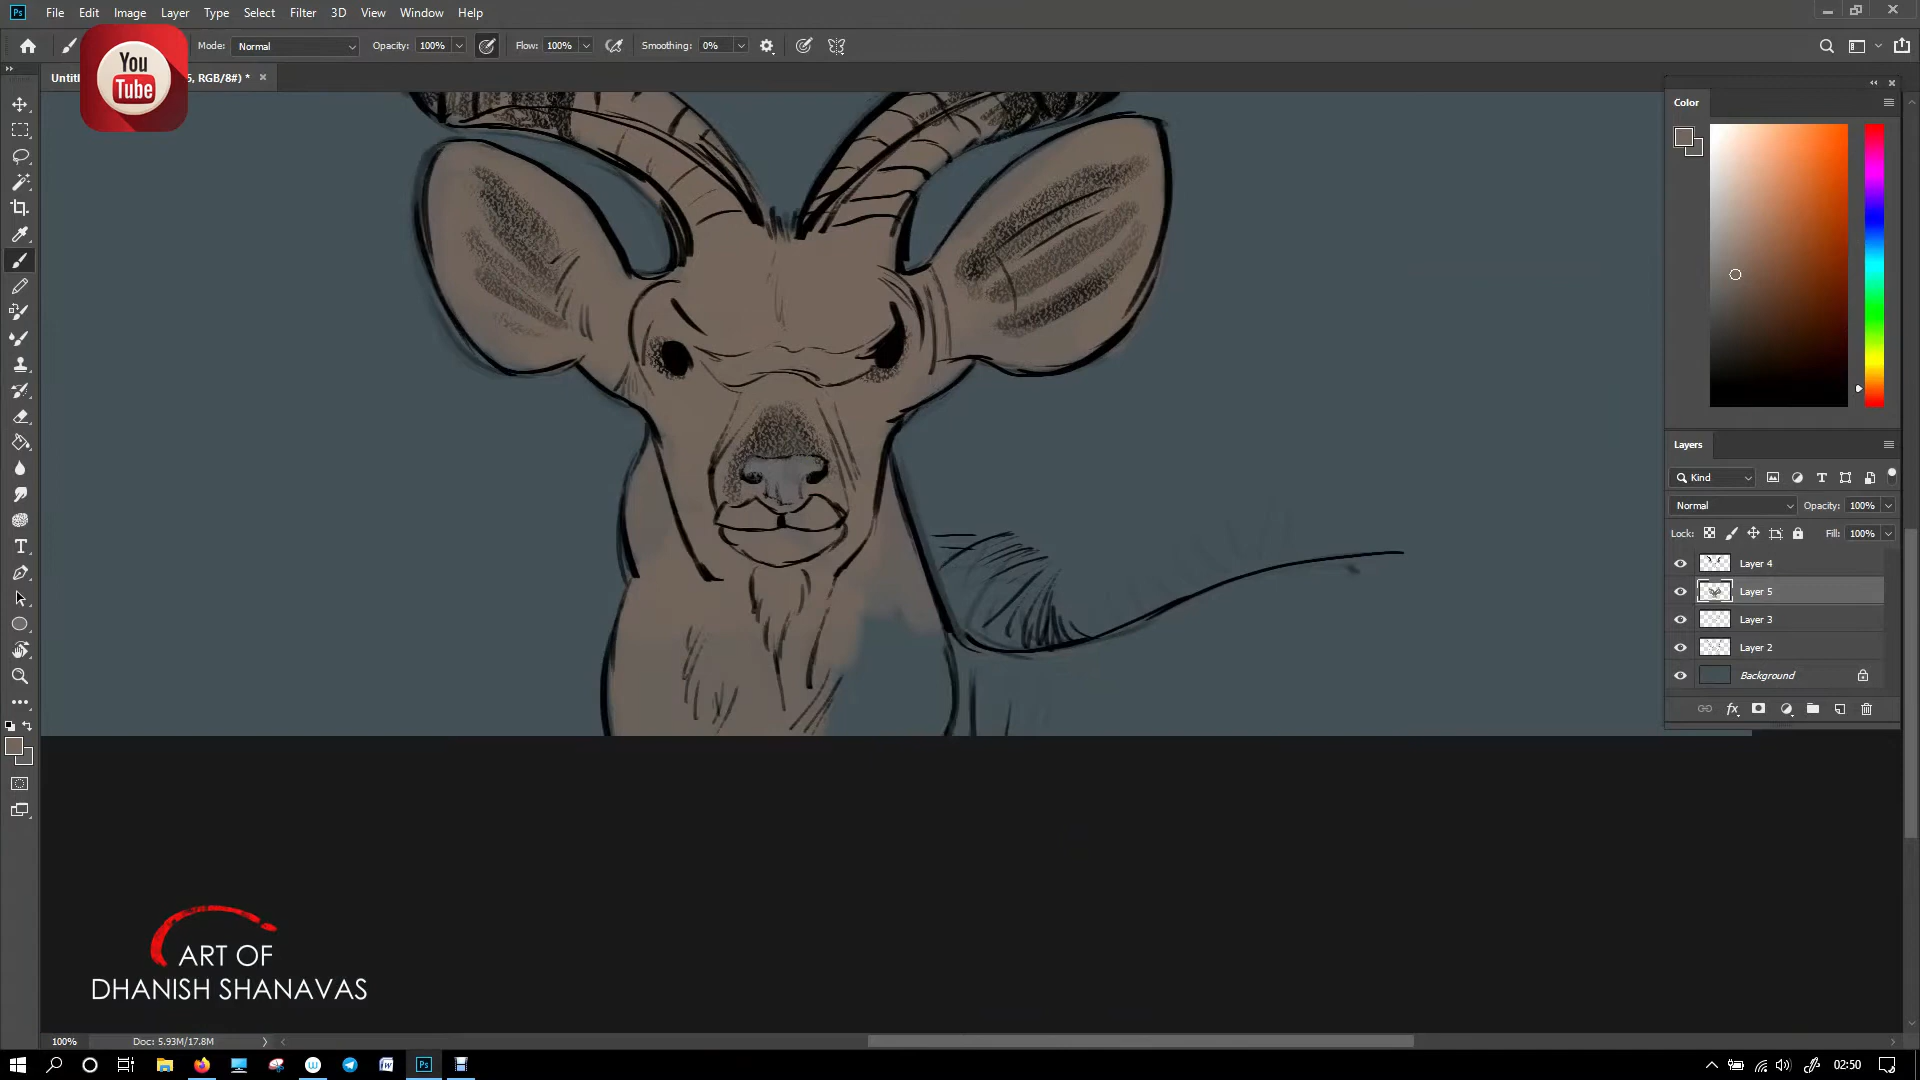 File Edit Image Layer Type Select Filter 3D View Window Help
Mode: Normal Opacity: 100% Flow: 100% Smoothing: 0%
You
Tube
5, RGB/8#) *
Color
Layers
Kind
Normal Opacity: 100%
Lock: Fill: 100%
Layer 4
Layer 5
Layer 3
Layer 2
Background
fx
ART OF
DHANISH SHANAVAS
100% Doc: 5.93M/17.8M
02:50